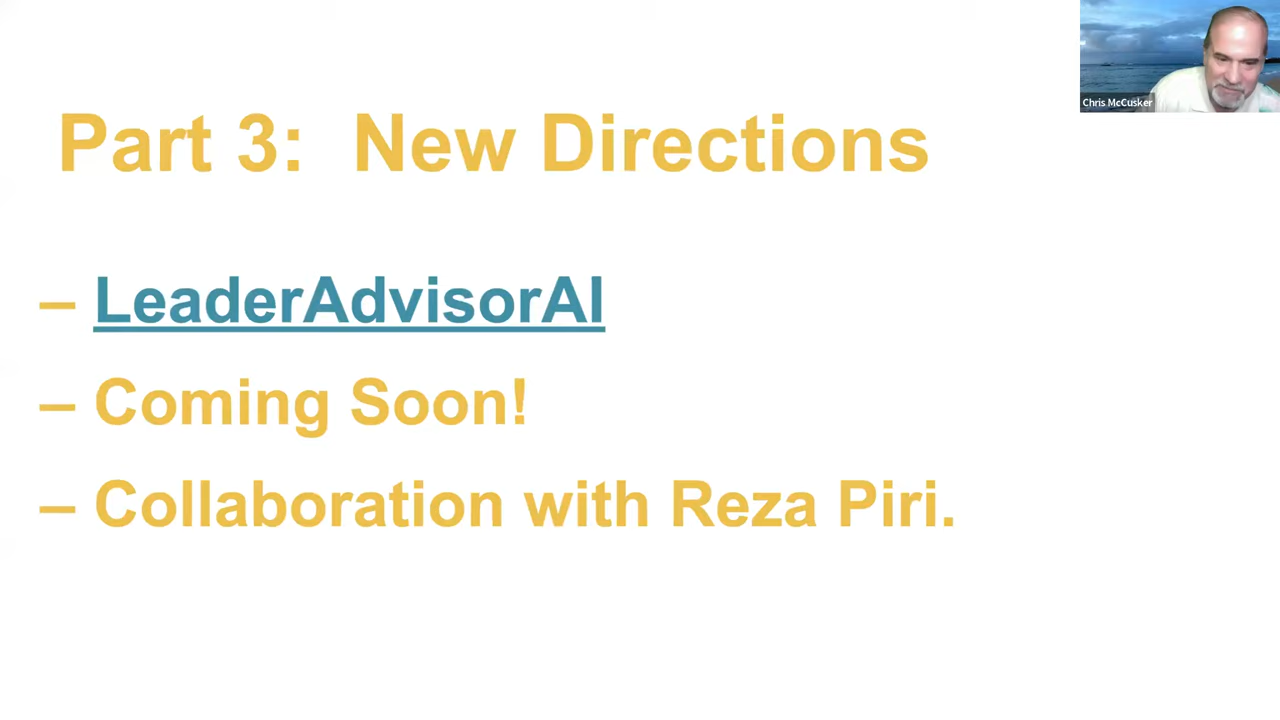 Part 3: New Directions
– LeaderAdvisorAI
– Coming Soon!
– Collaboration with Reza Piri.
Chris McCusker